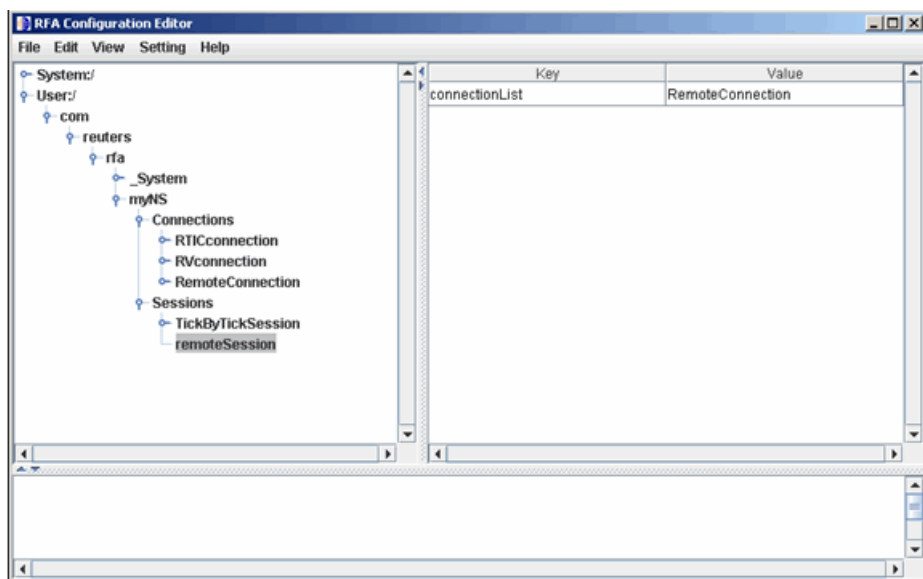 RFA Configuration Editor
File Edit View Setting Help
System:/
User:/
com
reuters
rfa
_System
myNS
Connections
RTICconnection
RVconnection
RemoteConnection
Sessions
TickByTickSession
remoteSession
Key Value
connectionList RemoteConnection